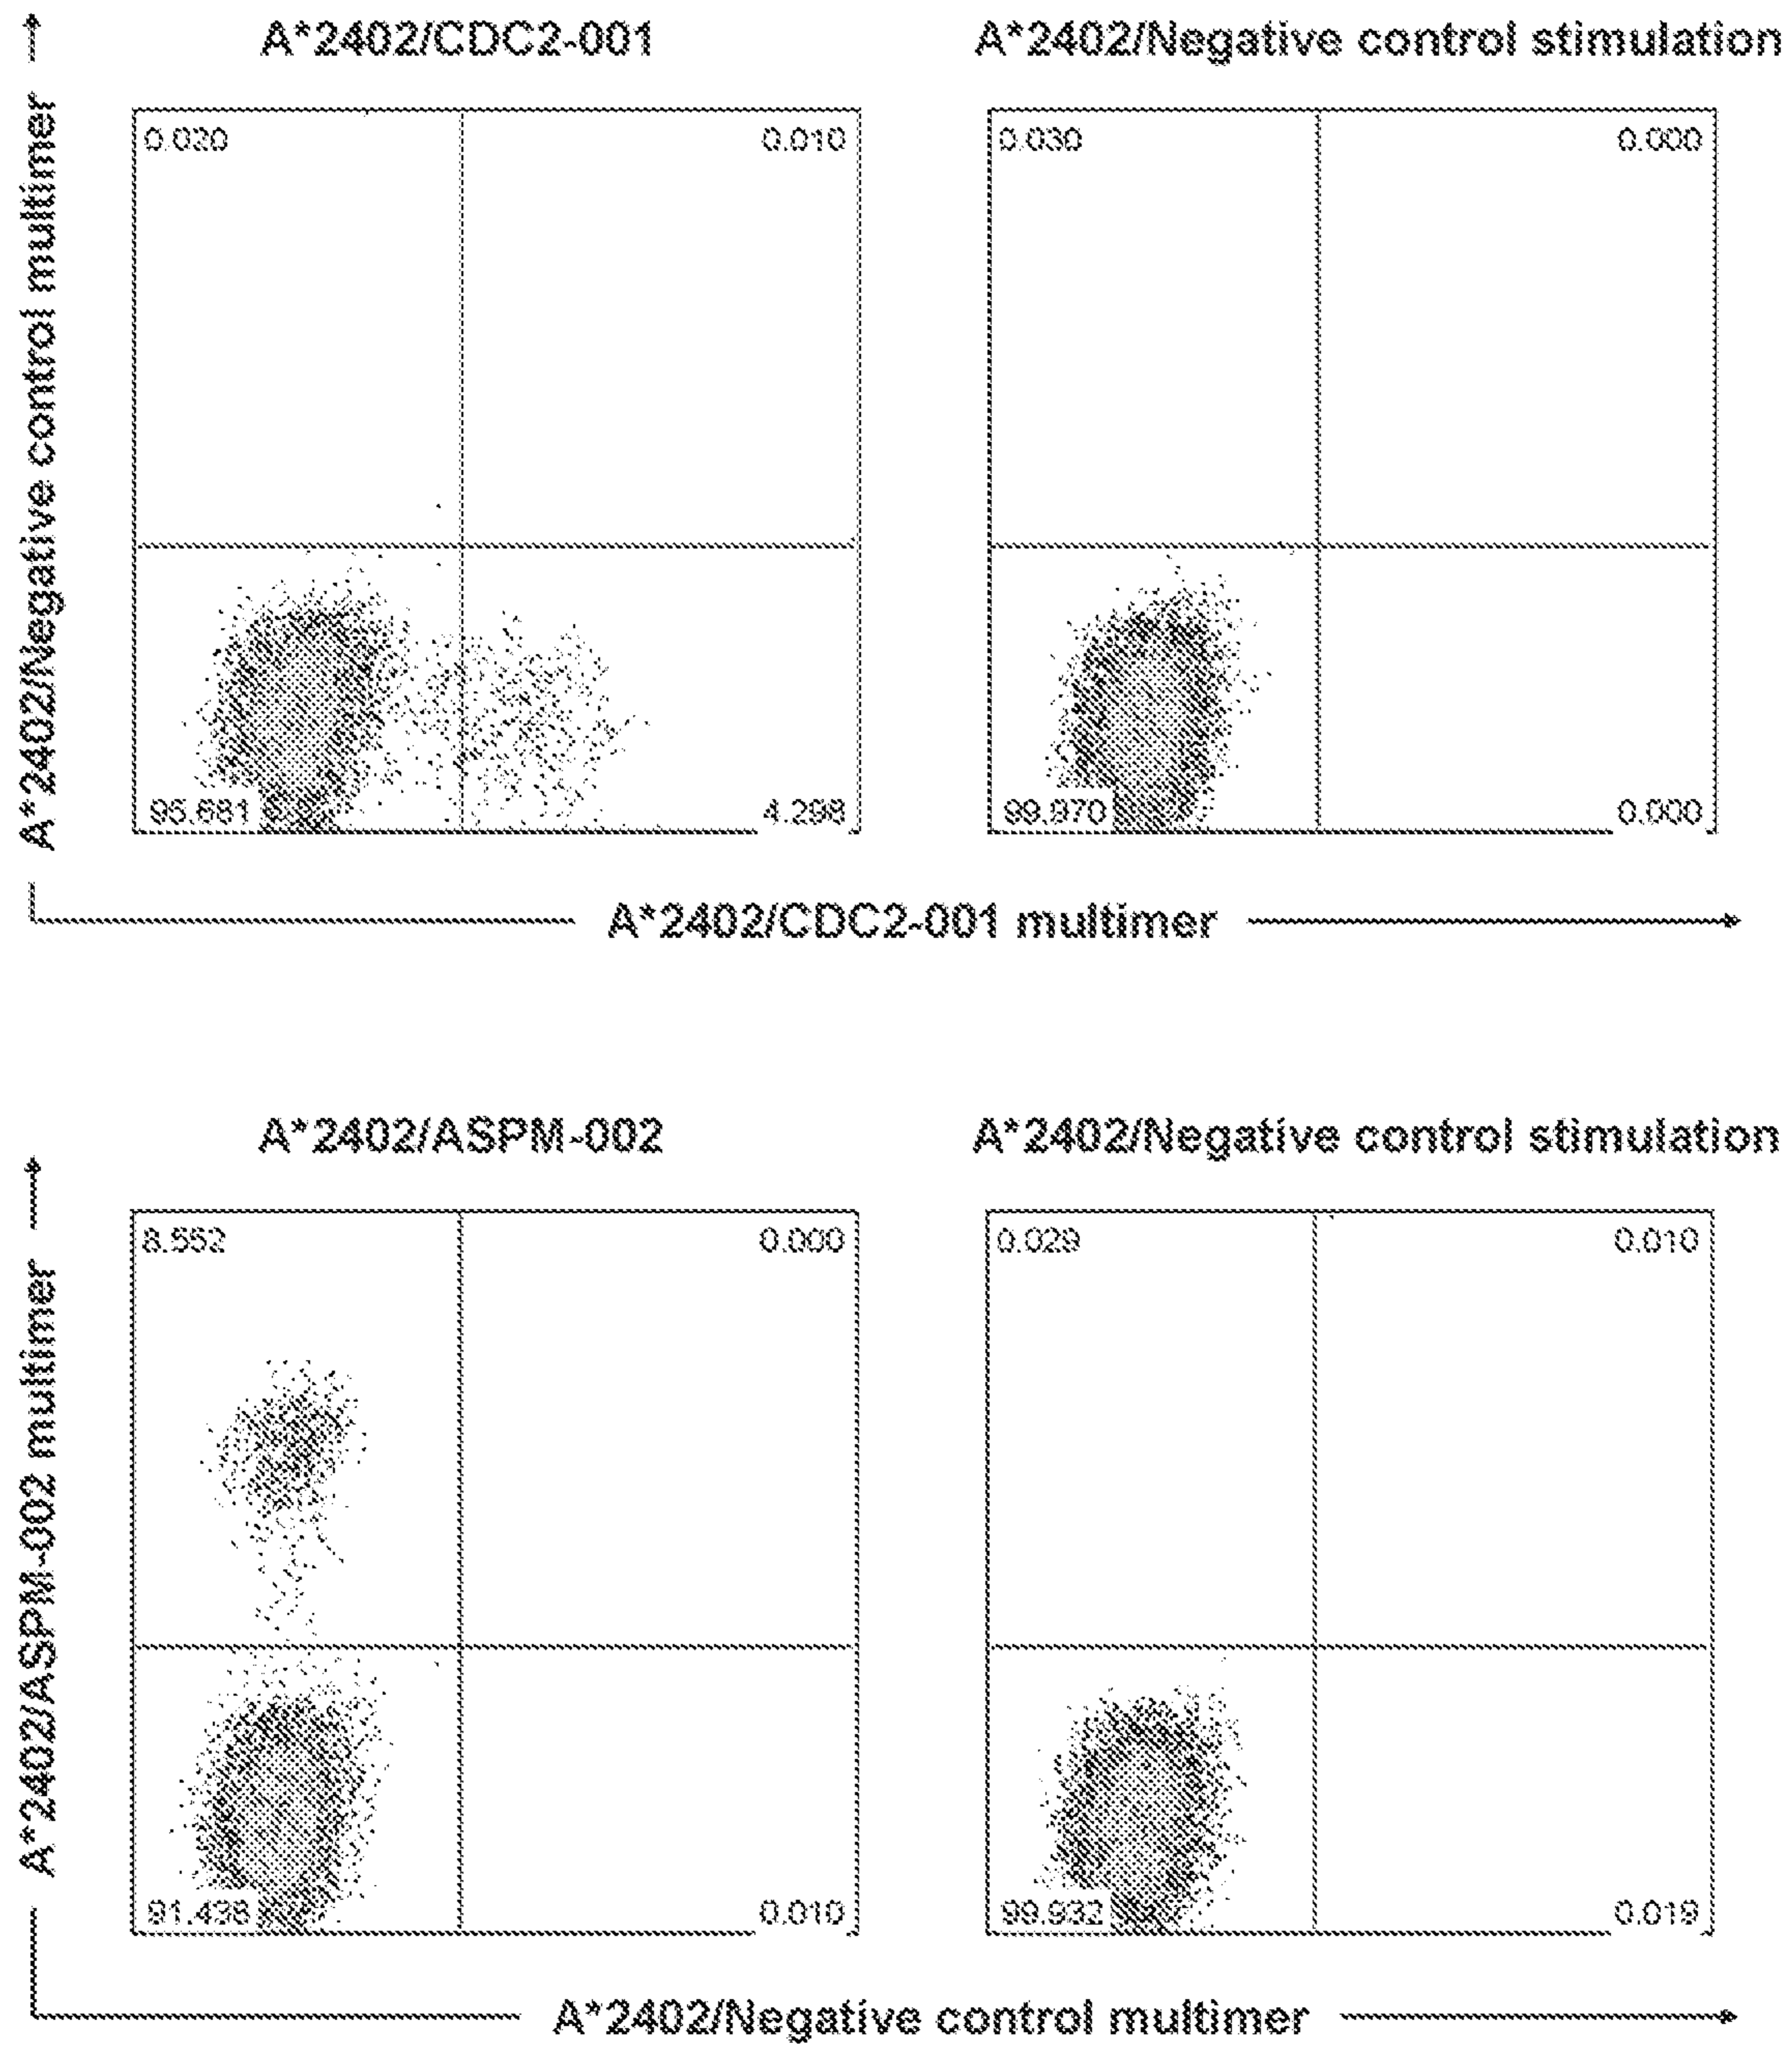 A*2402/CDC2-001
A*2402/Negative control stimulation
A*2402/Negative control multimer
0.020
0.010
95.681
4.298
0.030
0.000
99.970
0.000
A*2402/CDC2-001 multimer
A*2402/ASPM-002
A*2402/Negative control stimulation
A*2402/ASPM-002 multimer
8.552
0.000
91.438
0.010
0.029
0.010
99.932
0.019
A*2402/Negative control multimer